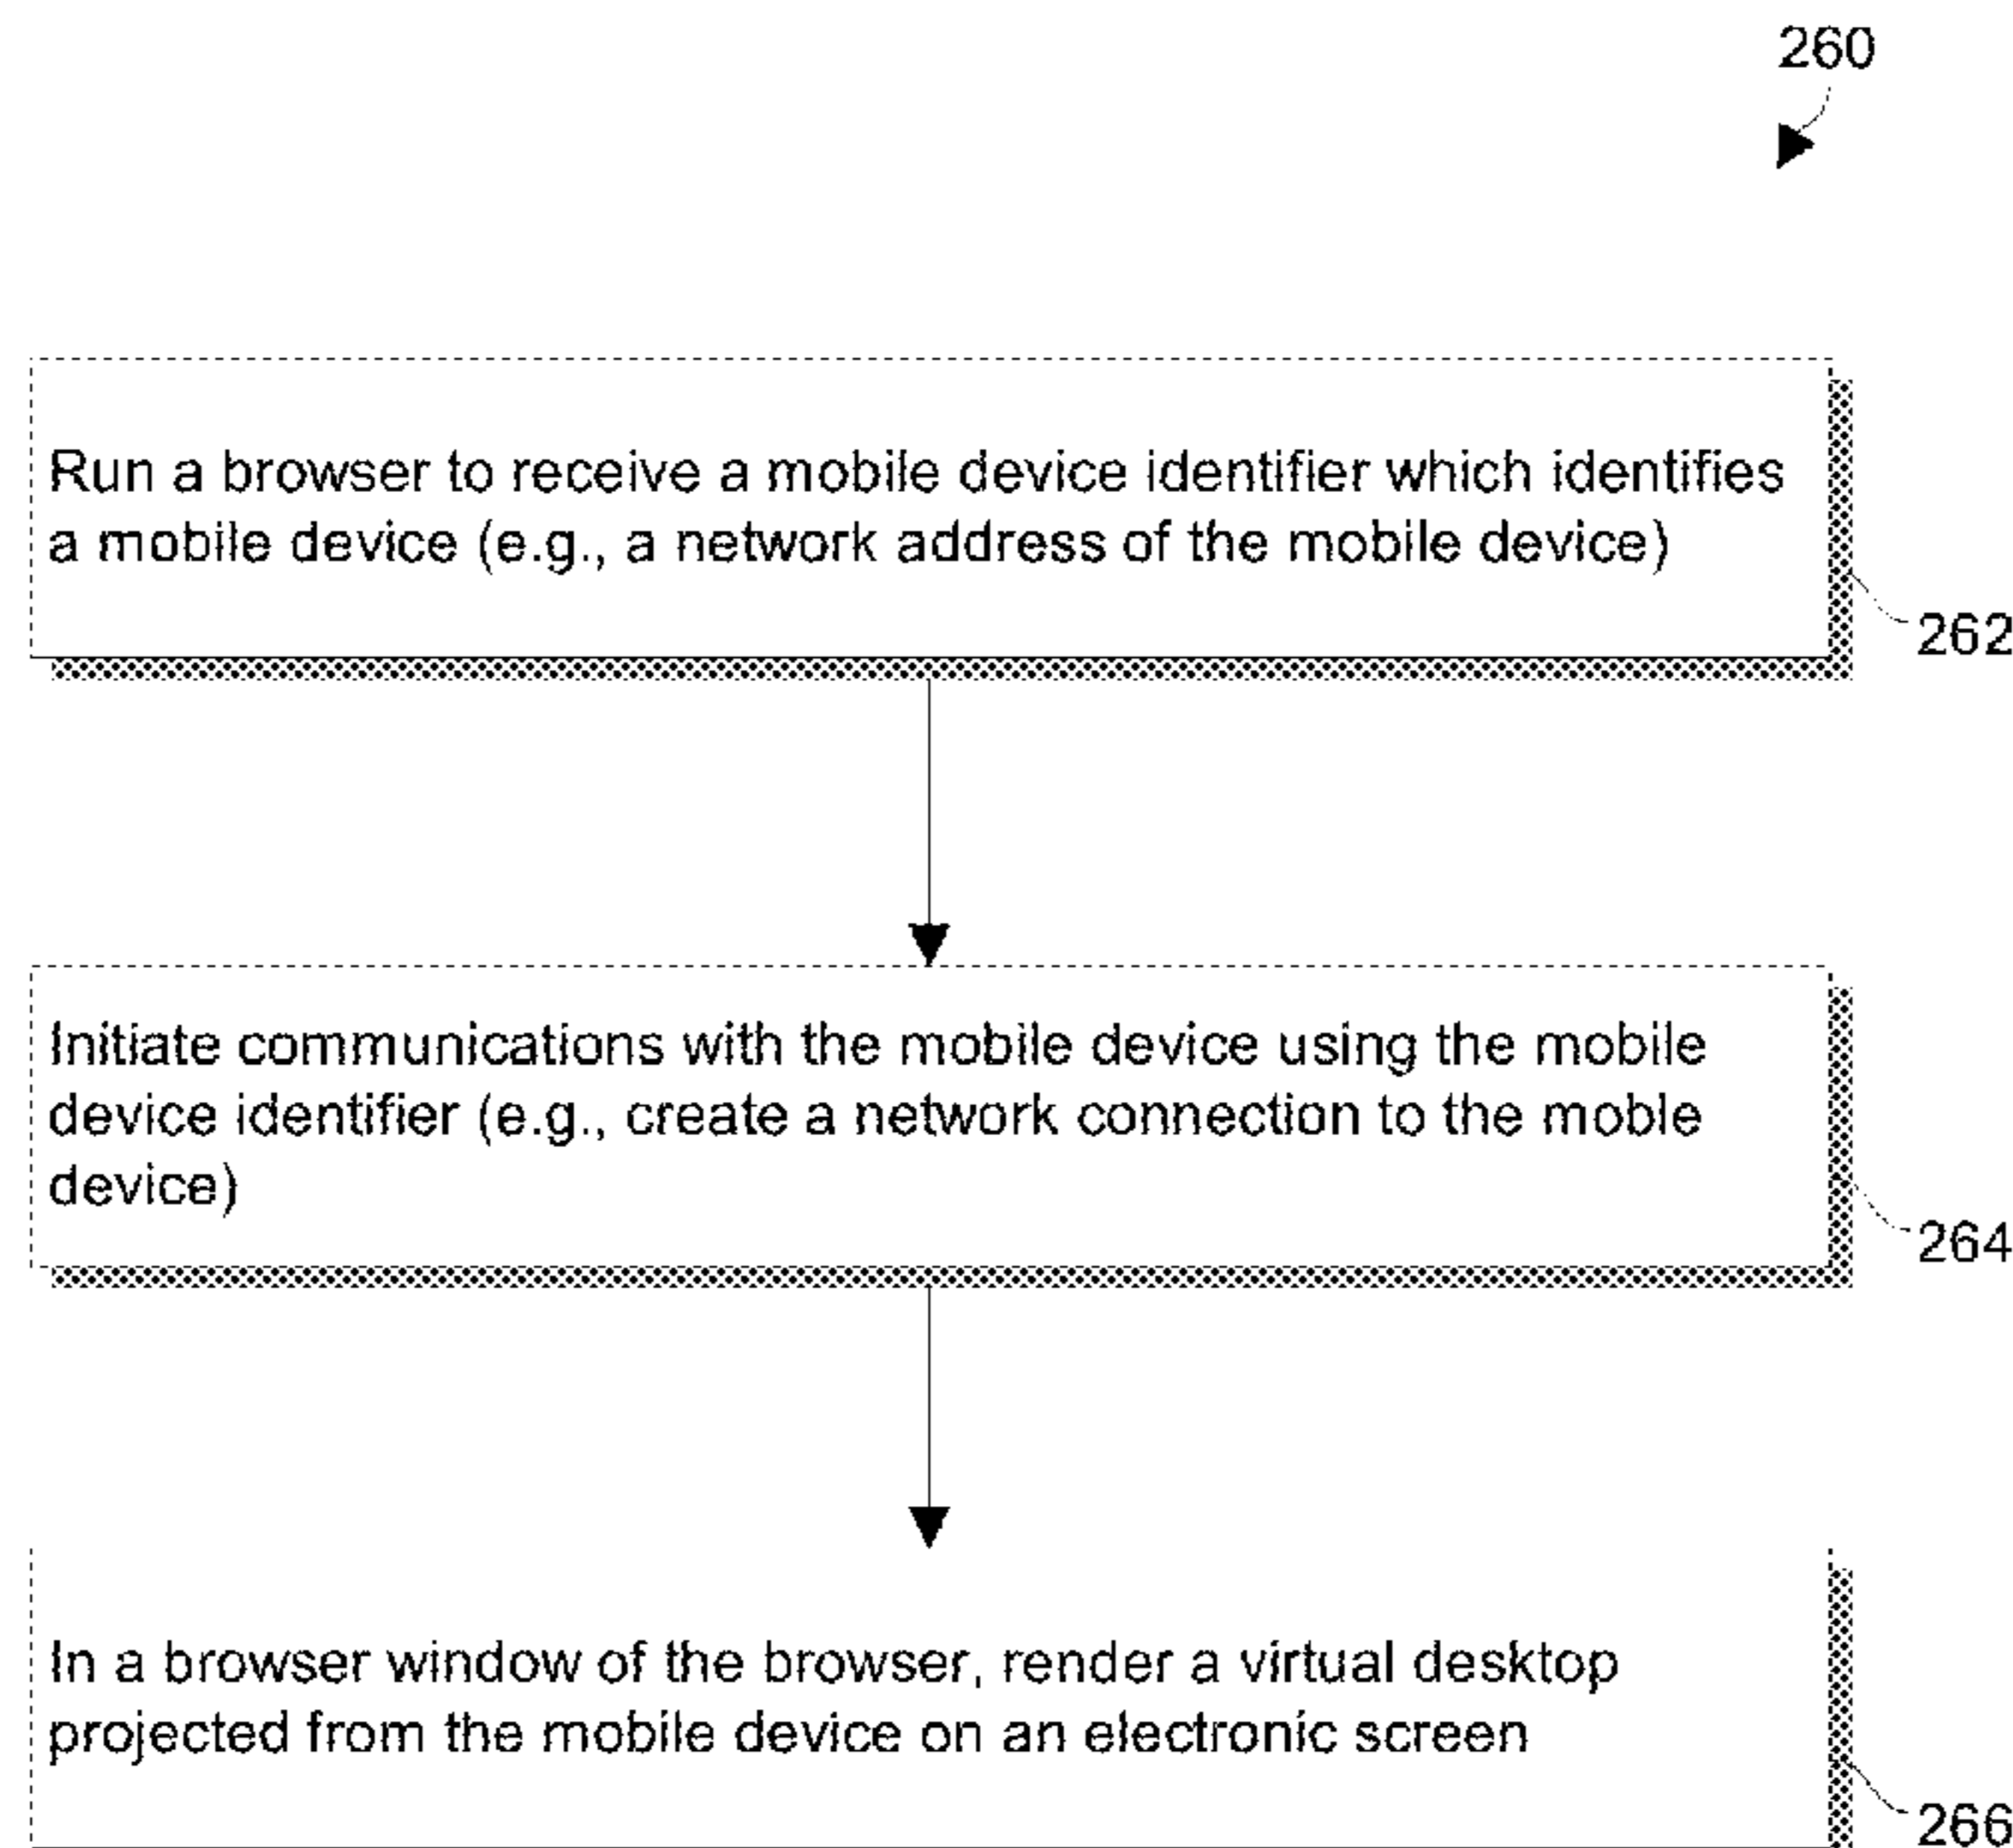 260
Run a browser to receive a mobile device identifier which identifies
a mobile device (e.g., a network address of the mobile device)
262
Initiate communications with the mobile device using the mobile
device identifier (e.g., create a network connection to the moble
device)
264
In a browser window of the browser, render a virtual desktop
projected from the mobile device on an electronic screen
266